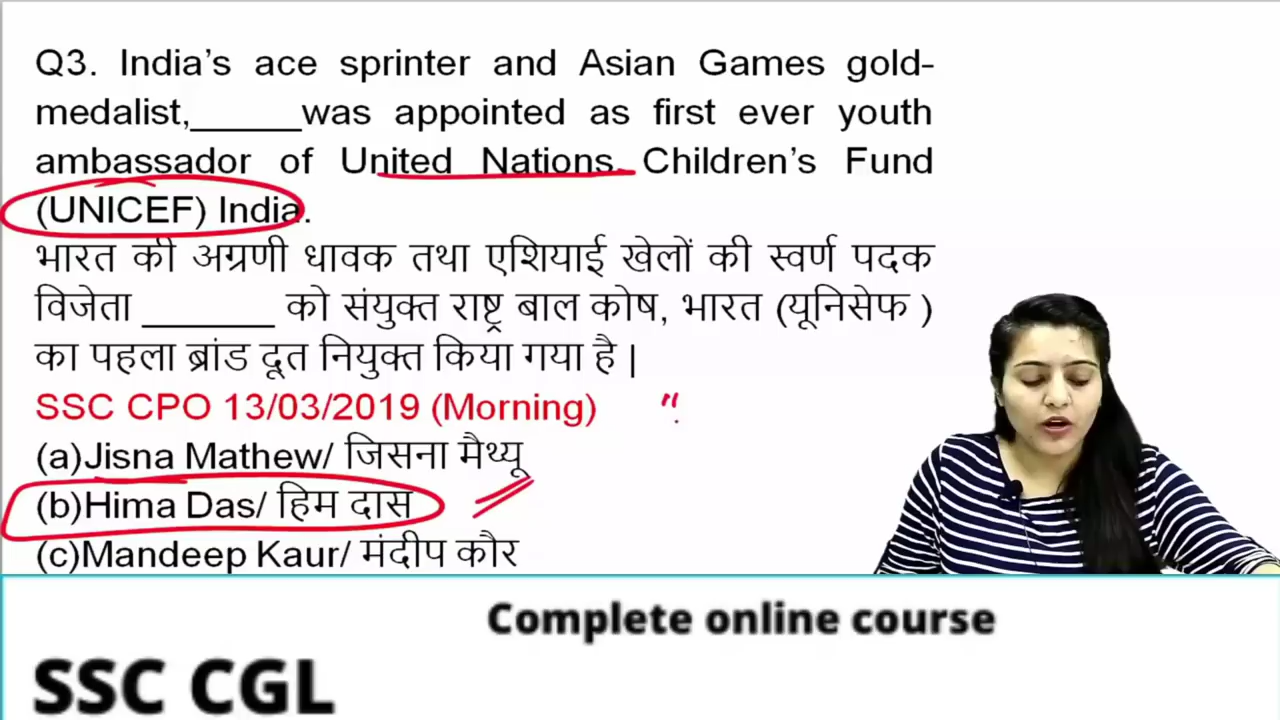 Q3. India’s ace sprinter and Asian Games gold-
medalist,_____was appointed as first ever youth
ambassador of United Nations Children’s Fund
(UNICEF) India.
भारत की अग्रणी धावक तथा एशियाई खेलों की स्वर्ण पदक
विजेता ______ को संयुक्त राष्ट्र बाल कोष, भारत (यूनिसेफ )
का पहला ब्रांड दूत नियुक्त किया गया है |
SSC CPO 13/03/2019 (Morning)
(a)Jisna Mathew/ जिसना मैथ्यू
(b)Hima Das/ हिम दास
(c)Mandeep Kaur/ मंदीप कौर
Complete online course
SSC CGL